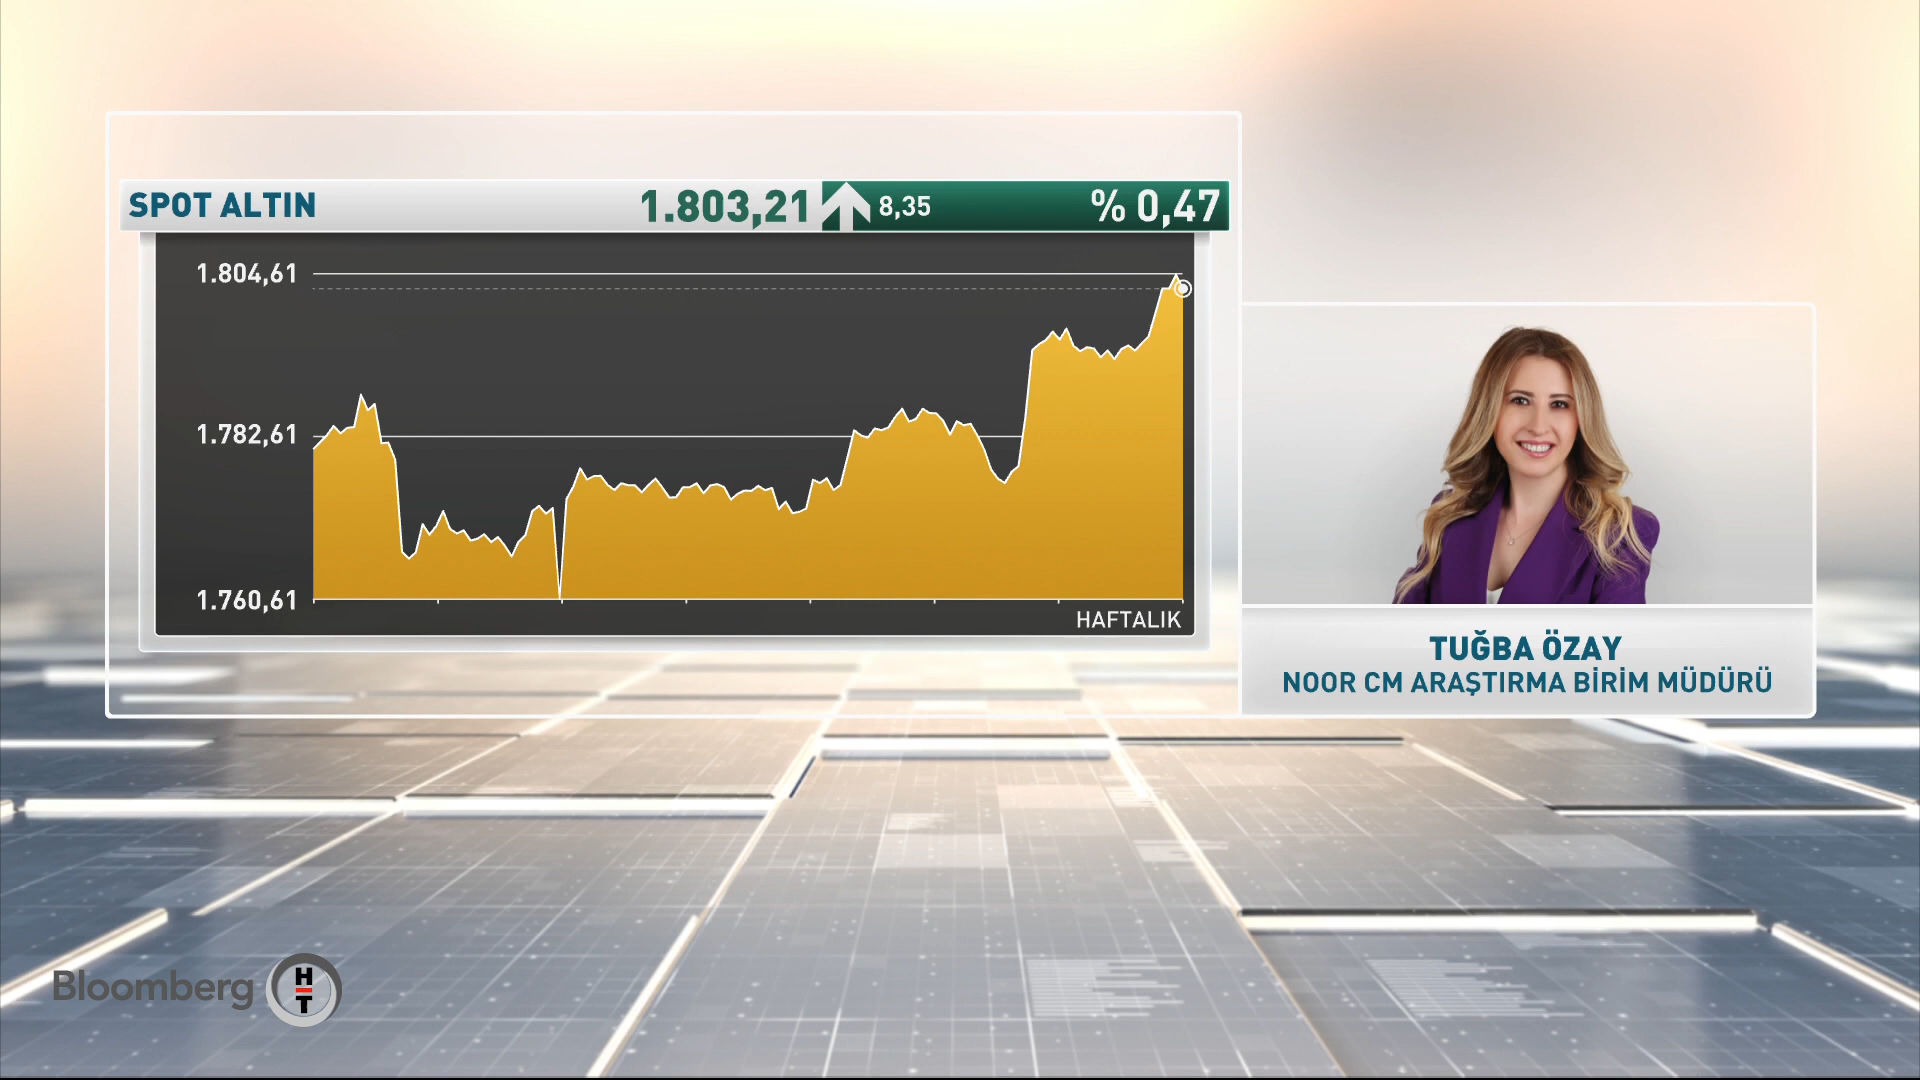 SPOT ALTIN 1.803,21 8,35 % 0,47
1.804,61
1.782,61
1.760,61
HAFTALIK
TUĞBA ÖZAY
NOOR CM ARAŞTIRMA BİRİM MÜDÜRÜ
Bloomberg HT